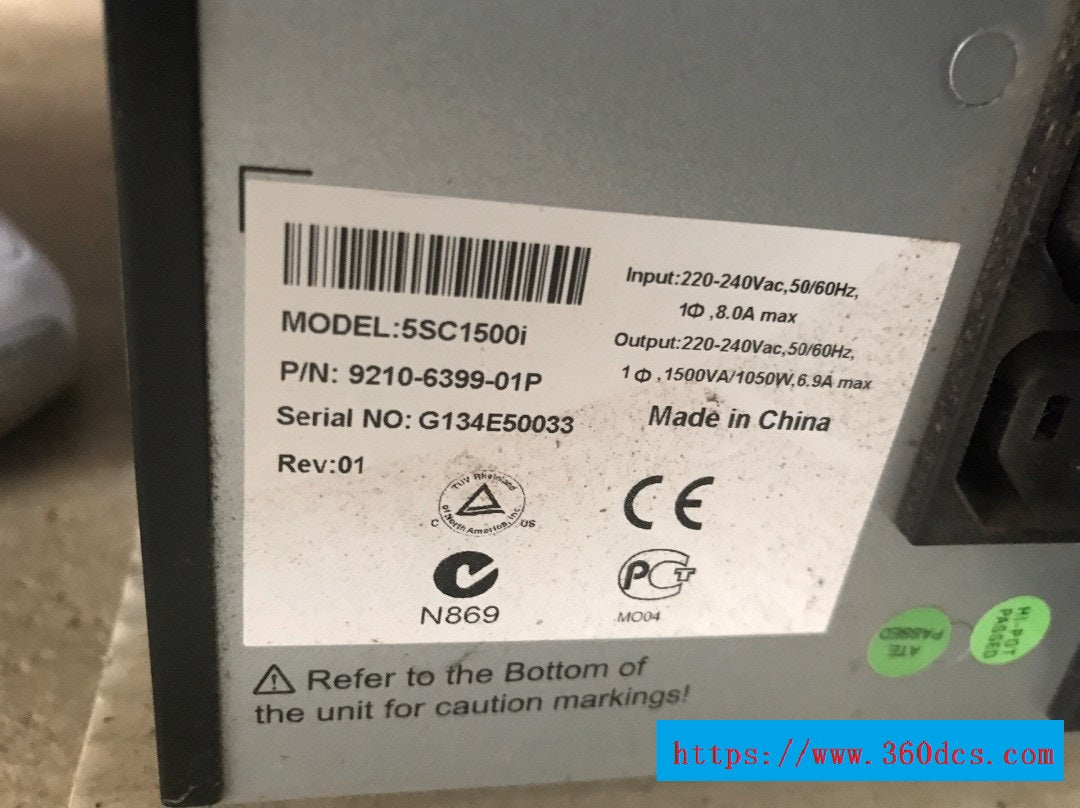 MODEL:5SC1500i
P/N: 9210-6399-01P
Serial NO: G134E50033
Rev:01
Input:220-240Vac,50/60Hz,
1Φ,8.0A max
Output:220-240Vac,50/60Hz,
1Φ,1500VA/1050W,6.9A max
Made in China
TUV Rheinland
of North America, Inc.
C US
CE
N869
PCT
MO04
ATE
PASSED
HI-POT
PASSED
Refer to the Bottom of
the unit for caution markings!
https://www.360dcs.com